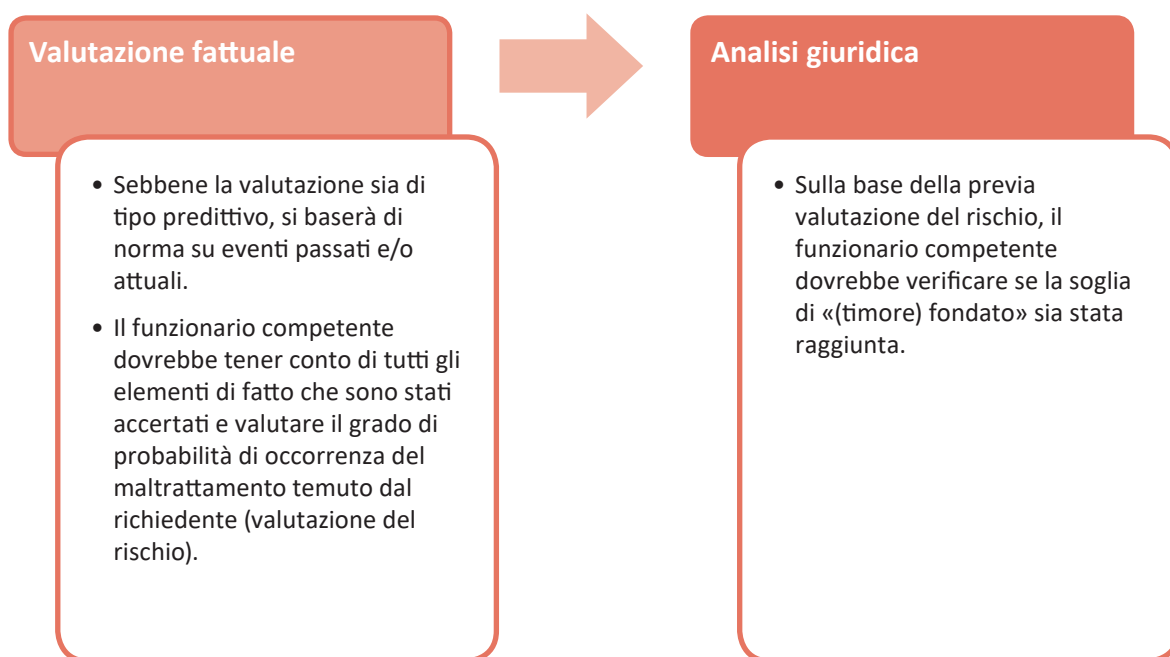 Valutazione fattuale
• Sebbene la valutazione sia di
tipo predittivo, si baserà di
norma su eventi passati e/o
attuali.
• Il funzionario competente
dovrebbe tener conto di tutti gli
elementi di fatto che sono stati
accertati e valutare il grado di
probabilità di occorrenza del
maltrattamento temuto dal
richiedente (valutazione del
rischio).
Analisi giuridica
• Sulla base della previa
valutazione del rischio, il
funzionario competente
dovrebbe verificare se la soglia
di «(timore) fondato» sia stata
raggiunta.